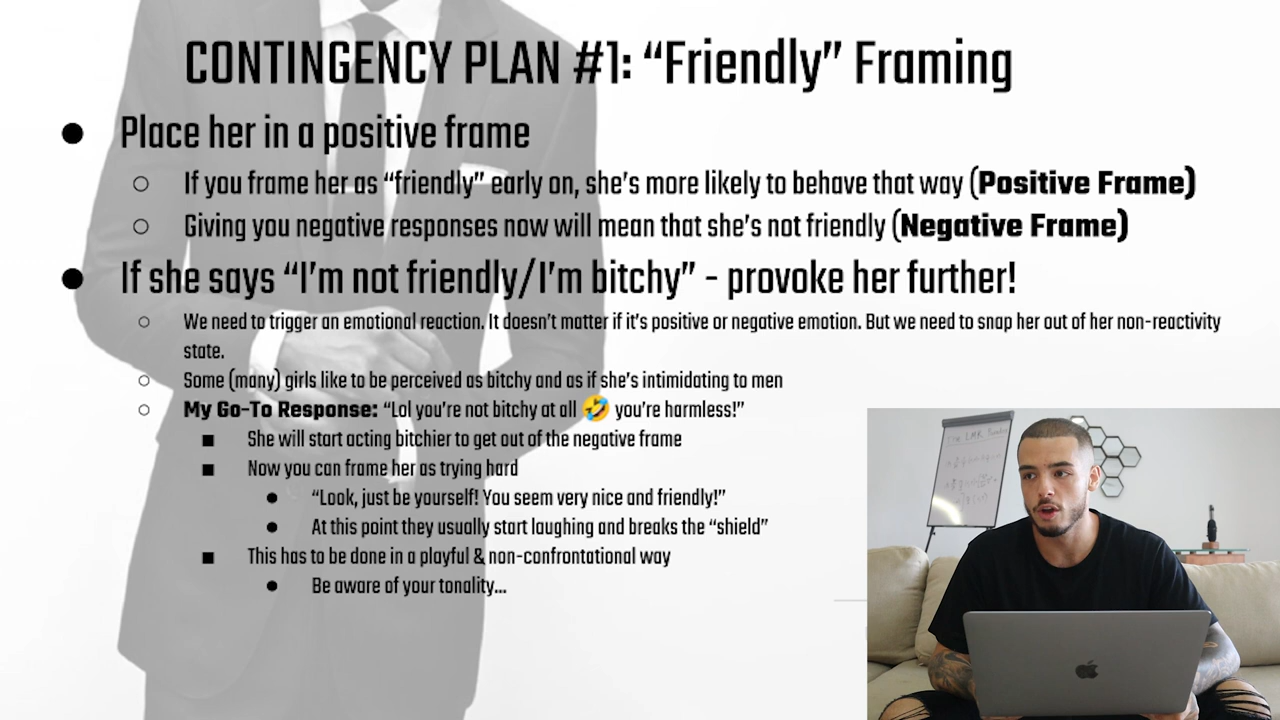 CONTINGENCY PLAN #1: “Friendly” Framing
● Place her in a positive frame
○ If you frame her as “friendly” early on, she’s more likely to behave that way (Positive Frame)
○ Giving you negative responses now will mean that she’s not friendly (Negative Frame)
● If she says “I’m not friendly/I’m bitchy” - provoke her further!
○ We need to trigger an emotional reaction. It doesn’t matter if it’s positive or negative emotion. But we need to snap her out of her non-reactivity
state.
○ Some (many) girls like to be perceived as bitchy and as if she’s intimidating to men
○ My Go-To Response: “Lol you’re not bitchy at all 🤣 you’re harmless!”
■ She will start acting bitchier to get out of the negative frame
■ Now you can frame her as trying hard
● “Look, just be yourself! You seem very nice and friendly!”
● At this point they usually start laughing and breaks the “shield”
■ This has to be done in a playful & non-confrontational way
● Be aware of your tonality...